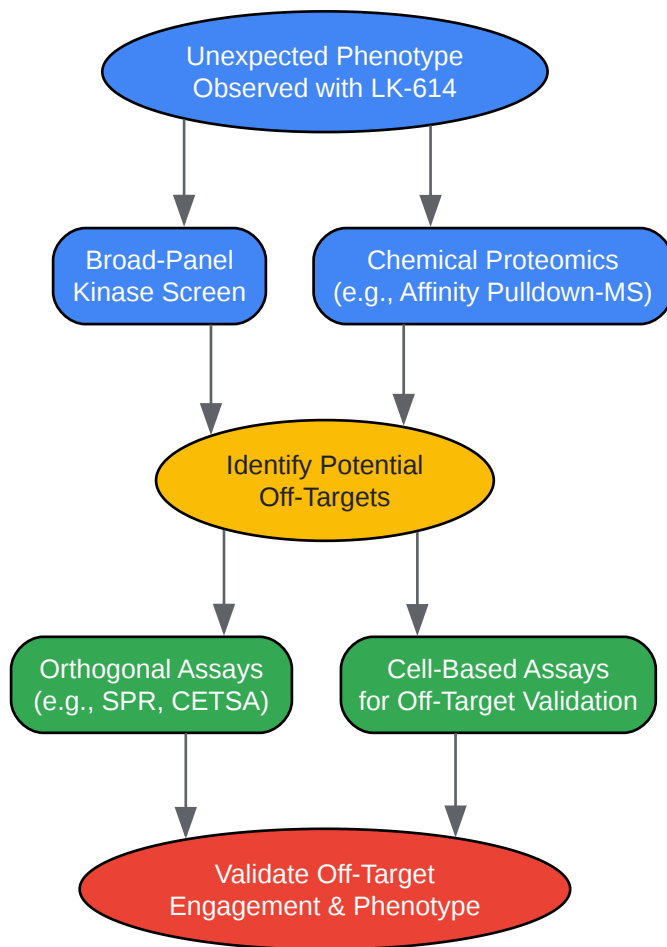 Unexpected Phenotype
Observed with LK-614
Broad-Panel
Kinase Screen
Chemical Proteomics
(e.g., Affinity Pulldown-MS)
Identify Potential
Off-Targets
Orthogonal Assays
(e.g., SPR, CETSA)
Cell-Based Assays
for Off-Target Validation
Validate Off-Target
Engagement & Phenotype